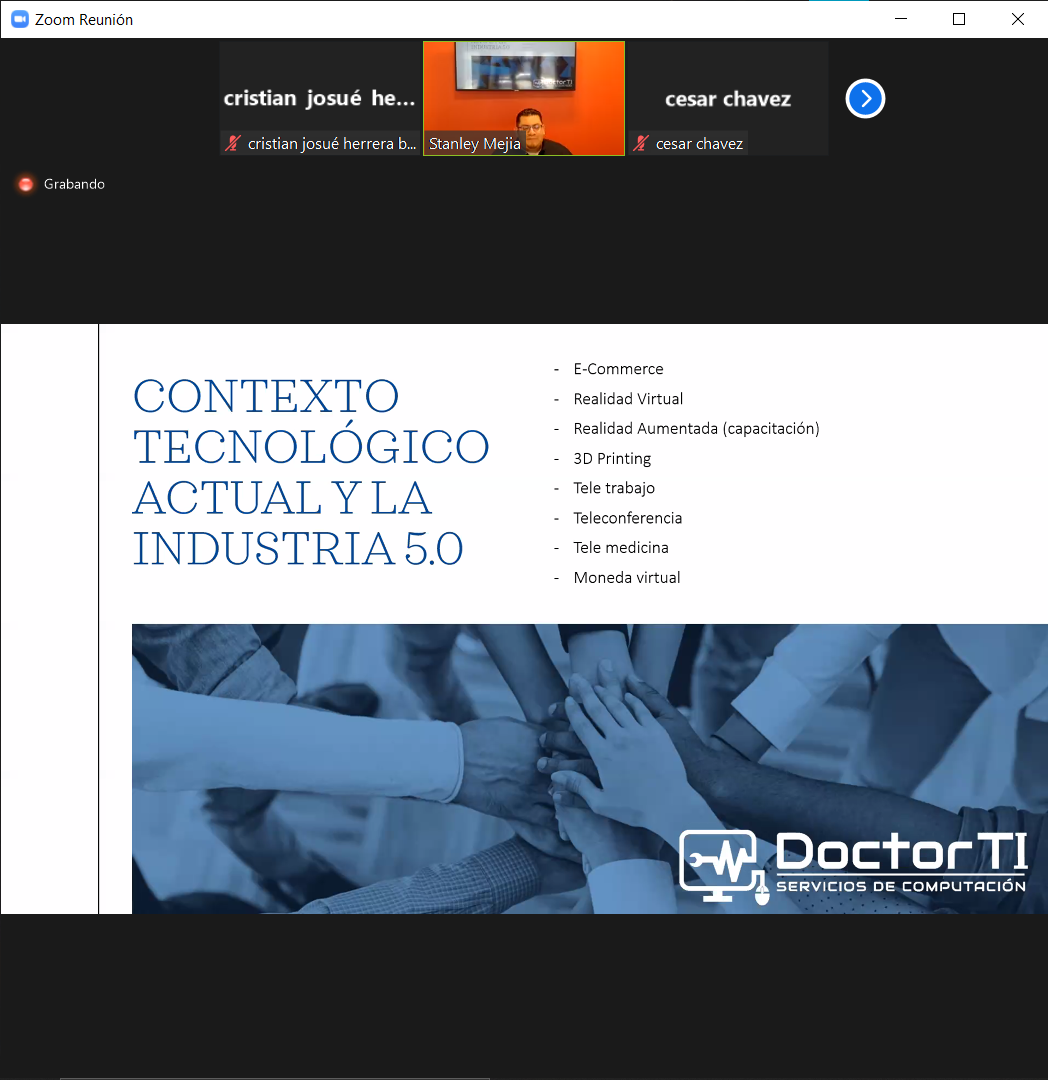 Zoom Reunión
cristian josué he...
cesar chavez
cristian josué herrera b...
Stanley Mejia
cesar chavez
Grabando
CONTEXTO
TECNOLÓGICO
ACTUAL Y LA
INDUSTRIA 5.0
- E-Commerce
- Realidad Virtual
- Realidad Aumentada (capacitación)
- 3D Printing
- Tele trabajo
- Teleconferencia
- Tele medicina
- Moneda virtual
DoctorTI
SERVICIOS DE COMPUTACIÓN